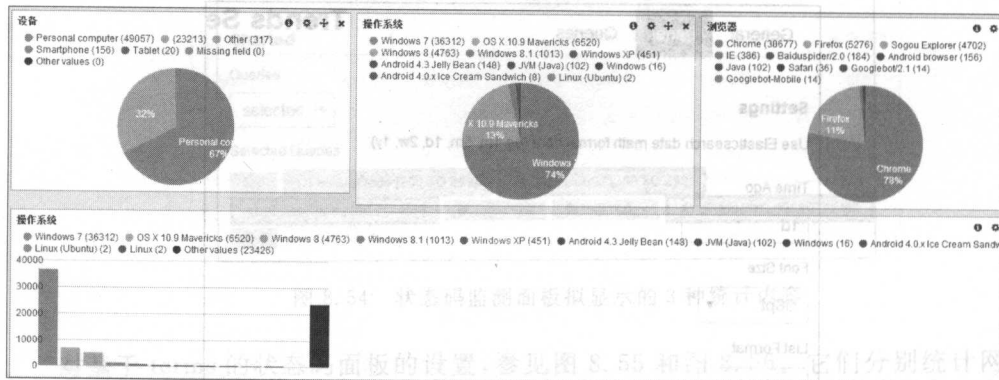 设备
Personal computer (49057) (23213) Other (317)
Smartphone (156) Tablet (20) Missing field (0)
Other values (0)
32%
Personal co
67%
操作系统
Windows 7 (36312) OS X 10.9 Mavericks (6520)
Windows 8 (4763) Windows 8.1 (1013) Windows XP (451)
Android 4.3 Jelly Bean (148) JVM (Java) (102) Windows (16)
Android 4.0.x Ice Cream Sandwich (8) Linux (Ubuntu) (2)
X 10.9 Mavericks
13%
Windows
74%
浏览器
Chrome (38677) Firefox (5276) Sogou Explorer (4702)
IE (386) Baiduspider/2.0 (184) Android browser (156)
Java (102) Safari (36) Googlebot/2.1 (14)
Googlebot-Mobile (14)
Firefox
11%
Chrome
78%
操作系统
Windows 7 (36312) OS X 10.9 Mavericks (6520) Windows 8 (4763) Windows 8.1 (1013) Windows XP (451) Android 4.3 Jelly Bean (148) JVM (Java) (102) Windows (16) Android 4.0.x Ice Cream Sandw
Linux (Ubuntu) (2) Linux (2) Other values (23426)
40000
30000
20000
10000
0